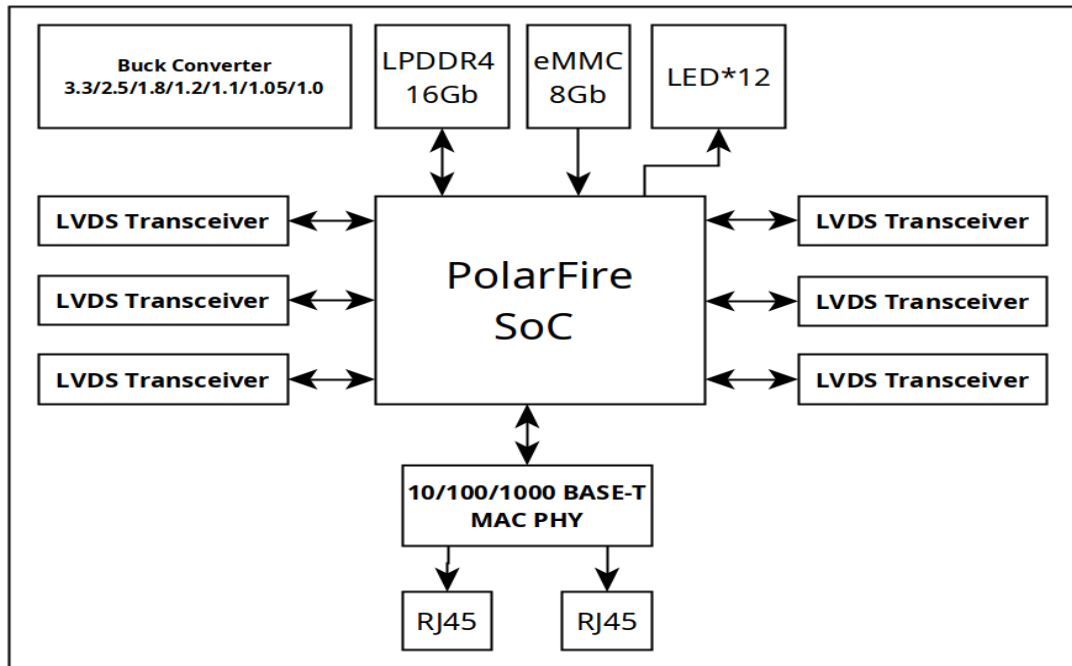 Buck Converter
3.3/2.5/1.8/1.2/1.1/1.05/1.0
LPDDR4
16Gb
eMMC
8Gb
LED*12
LVDS Transceiver
LVDS Transceiver
LVDS Transceiver
PolarFire
SoC
LVDS Transceiver
LVDS Transceiver
LVDS Transceiver
10/100/1000 BASE-T
MAC PHY
RJ45
RJ45